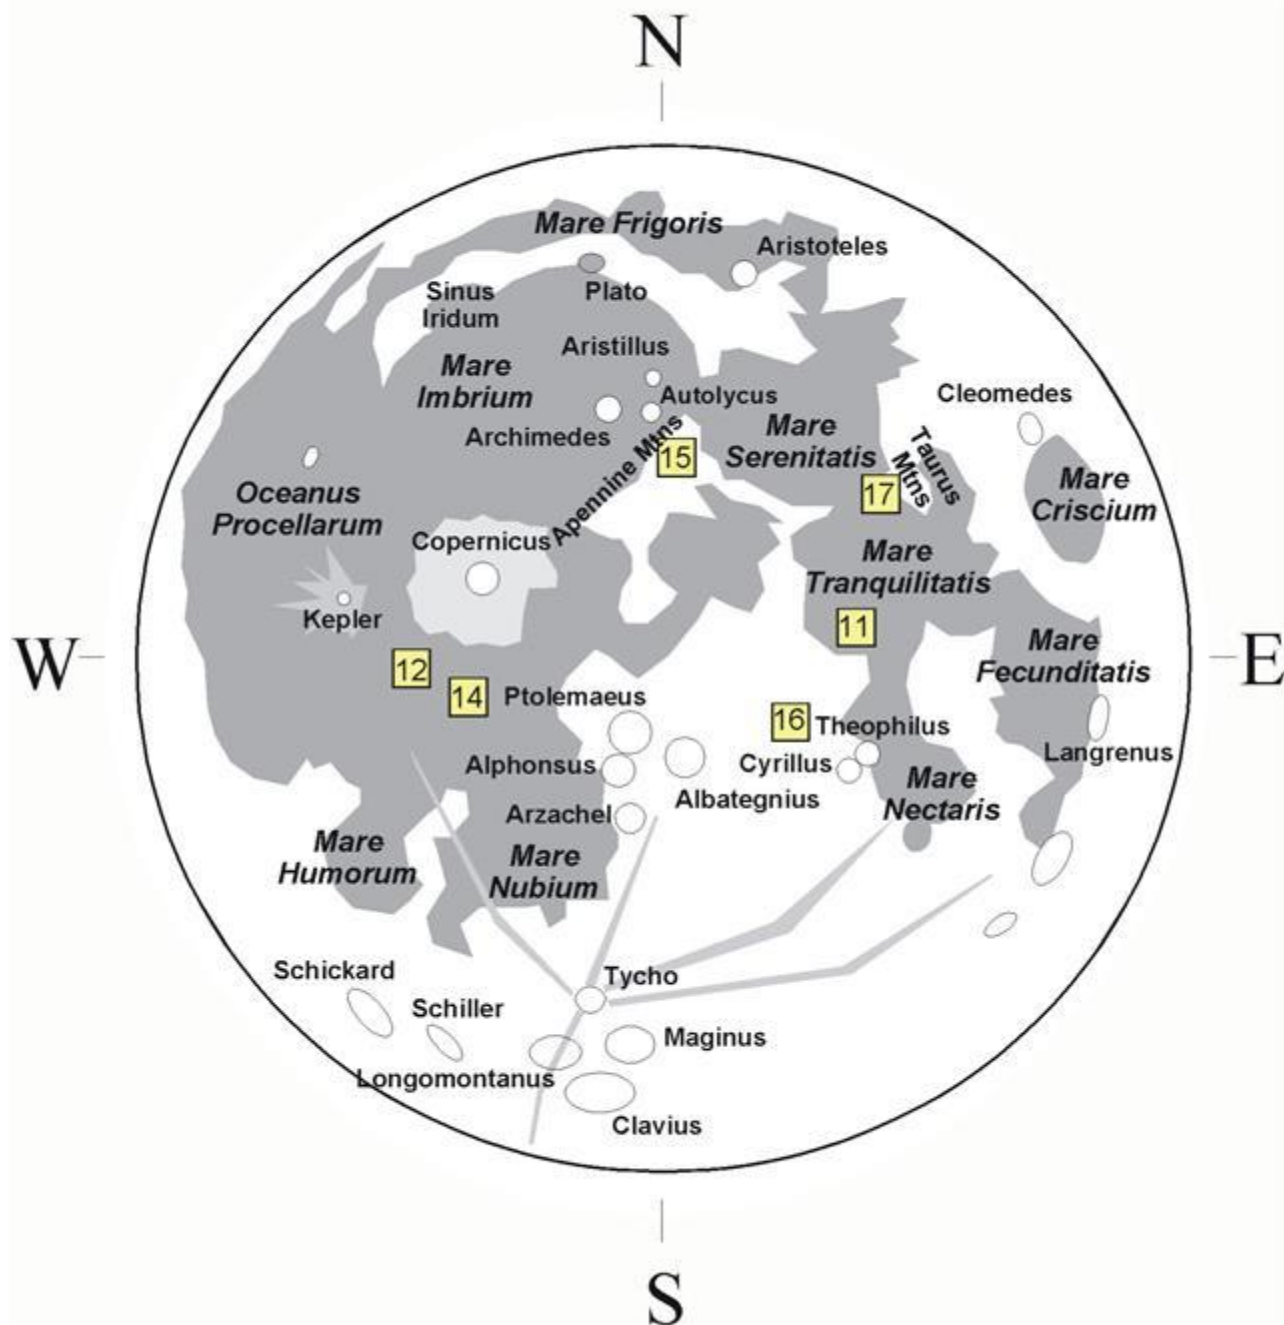 N
Mare Frigoris
Aristoteles
Plato
Sinus
Iridum
Aristillus
Mare
Imbrium
Autolycus
Cleomedes
Archimedes
Apennine Mtns
15
Mare
Serenitatis
Taurus
Mtns
17
Mare
Criscium
Oceanus
Procellarum
Copernicus
Mare
Tranquilitatis
Kepler
11
W
E
12
14
Ptolemaeus
Mare
Fecunditatis
16
Theophilus
Langrenus
Alphonsus
Cyrillus
Albategnius
Mare
Nectaris
Arzachel
Mare
Humorum
Mare
Nubium
Schickard
Tycho
Schiller
Maginus
Longomontanus
Clavius
S